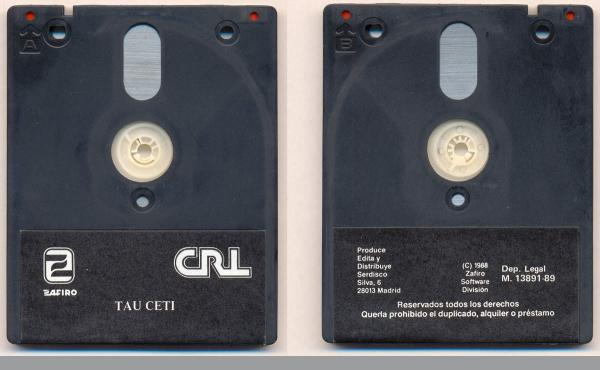 A
ZAFIRO
CRL
TAU CETI
B
Produce
Edita y
Distribuye
Serdisco
Silva, 6
28013 Madrid
(C) 1988
Zafiro
Software
División
Dep. Legal
M. 13891-89
Reservados todos los derechos
Queda prohibido el duplicado, alquiler o préstamo